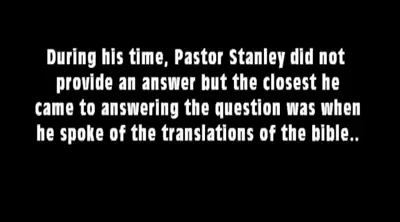 During his time, Pastor Stanley did not
provide an answer but the closest he
came to answering the question was when
he spoke of the translations of the bible..